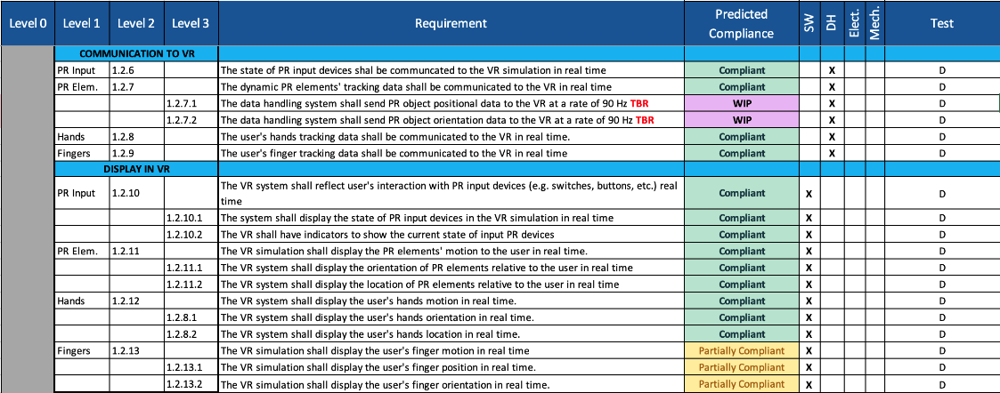 Level 0 Level 1 Level 2 Level 3 Requirement Predicted Compliance SW DH Elect. Mech. Test
COMMUNICATION TO VR
PR Input 1.2.6 The state of PR input devices shal be communcated to the VR simulation in real time Compliant X D
PR Elem. 1.2.7 The dynamic PR elements' tracking data shall be communicated to the VR in real time Compliant X D
1.2.7.1 The data handling system shall send PR object positional data to the VR at a rate of 90 Hz TBR WIP X D
1.2.7.2 The data handling system shall send PR object orientation data to the VR at a rate of 90 Hz TBR WIP X D
Hands 1.2.8 The user's hands tracking data shall be communicated to the VR in real time. Compliant X D
Fingers 1.2.9 The user's finger tracking data shall be communicated to the VR in real time Compliant X D
DISPLAY IN VR
PR Input 1.2.10 The VR system shall reflect user's interaction with PR input devices (e.g. switches, buttons, etc.) real
time Compliant X D
1.2.10.1 The system shall display the state of PR input devices in the VR simulation in real time Compliant X D
1.2.10.2 The VR shall have indicators to show the current state of input PR devices Compliant X D
PR Elem. 1.2.11 The VR simulation shall display the PR elements' motion to the user in real time. Compliant X D
1.2.11.1 The VR system shall display the orientation of PR elements relative to the user in real time Compliant X D
1.2.11.2 The VR system shall display the location of PR elements relative to the user in real time Compliant X D
Hands 1.2.12 The VR system shall display the user's hands motion in real time. Compliant X D
1.2.8.1 The VR system shall display the user's hands orientation in real time. Compliant X D
1.2.8.2 The VR system shall display the user's hands location in real time. Compliant X D
Fingers 1.2.13 The VR simulation shall display the user's finger motion in real time Partially Compliant X D
1.2.13.1 The VR simulation shall display the user's finger position in real time. Partially Compliant X D
1.2.13.2 The VR simulation shall display the user's finger orientation in real time. Partially Compliant X D